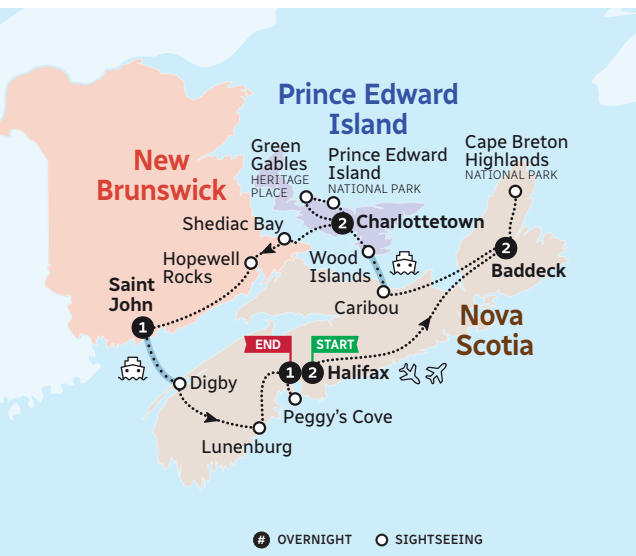 Prince Edward
Island
New
Brunswick
Green
Gables
HERITAGE
PLACE
Prince Edward
Island
NATIONAL PARK
Cape Breton
Highlands
NATIONAL PARK
Shediac Bay
2 Charlottetown
Hopewell
Rocks
Wood
Islands
2
Baddeck
Saint
John
1
Caribou
Nova
Scotia
END
START
1
2 Halifax
Digby
Peggy's Cove
Lunenburg
# OVERNIGHT
SIGHTSEEING